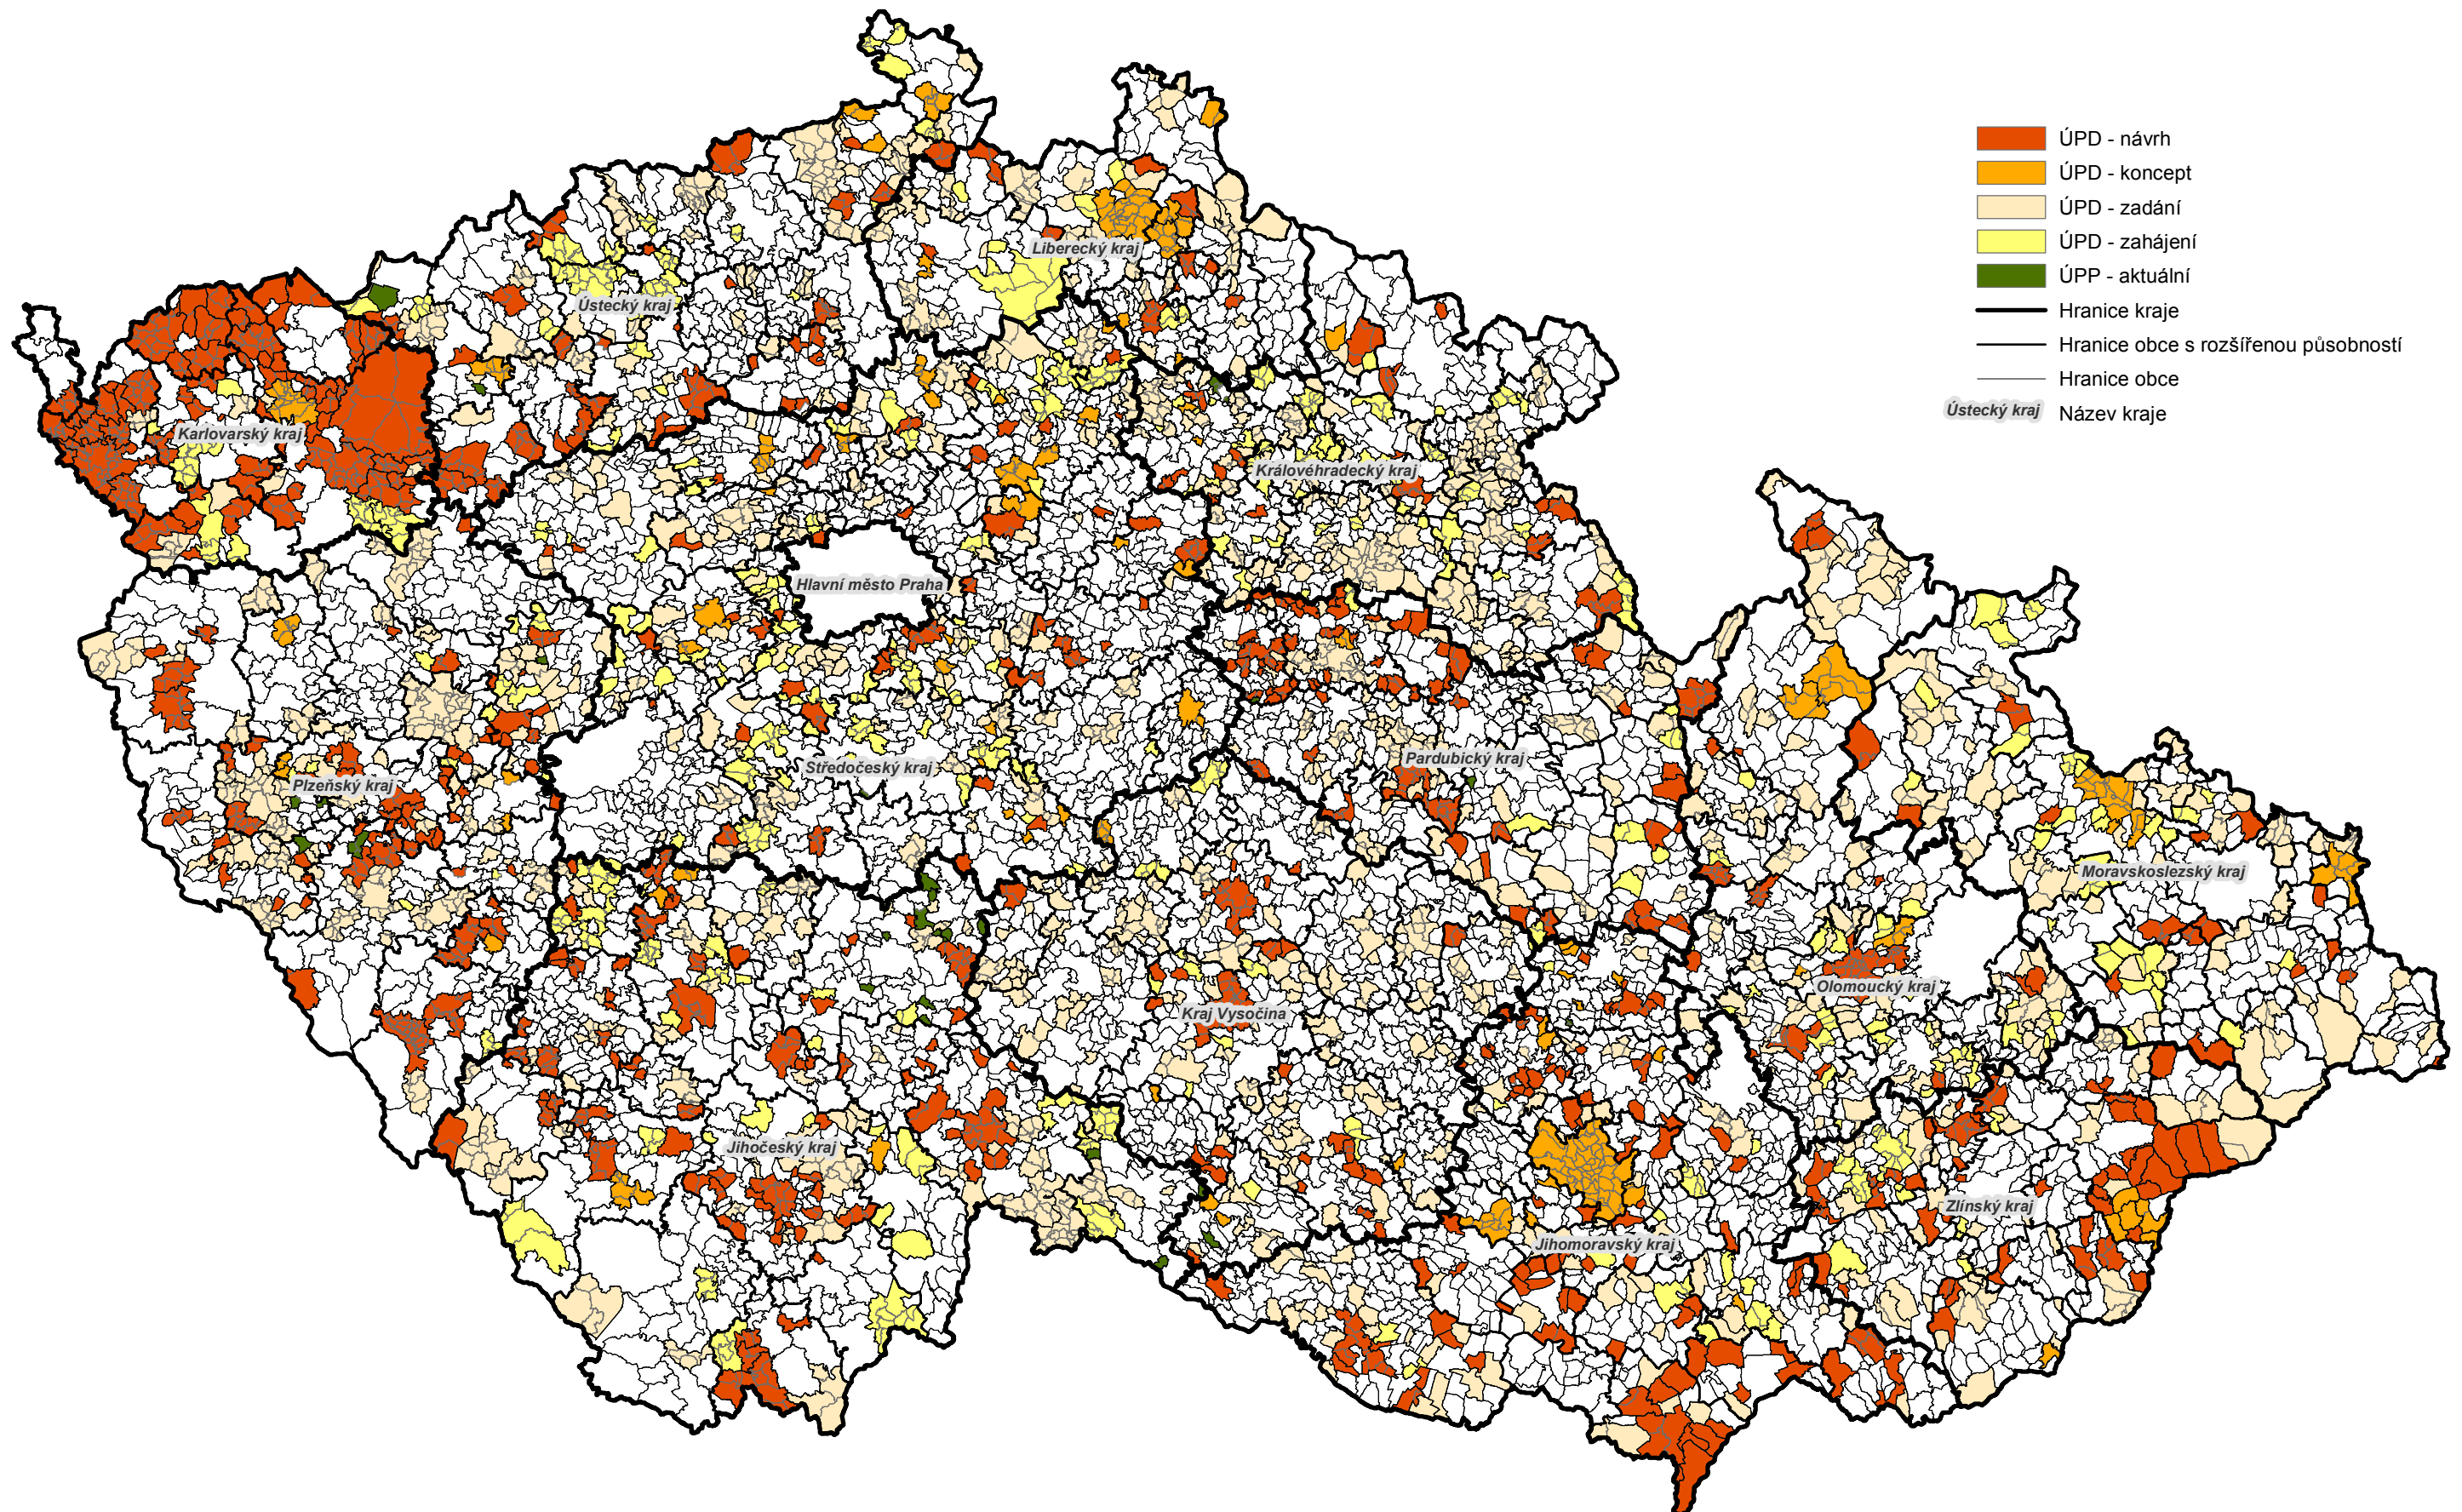 ÚPD - návrh
ÚPD - koncept
ÚPD - zadání
ÚPD - zahájení
ÚPP - aktuální
Hranice kraje
Hranice obce s rozšířenou působností
Hranice obce
Ústecký kraj Název kraje
Liberecký kraj
Ústecký kraj
Karlovarský kraj
Královéhradecký kraj
Hlavní město Praha
Pardubický kraj
Středočeský kraj
Plzeňský kraj
Moravskoslezský kraj
Olomoucký kraj
Kraj Vysočina
Jihočeský kraj
Zlínský kraj
Jihomoravský kraj